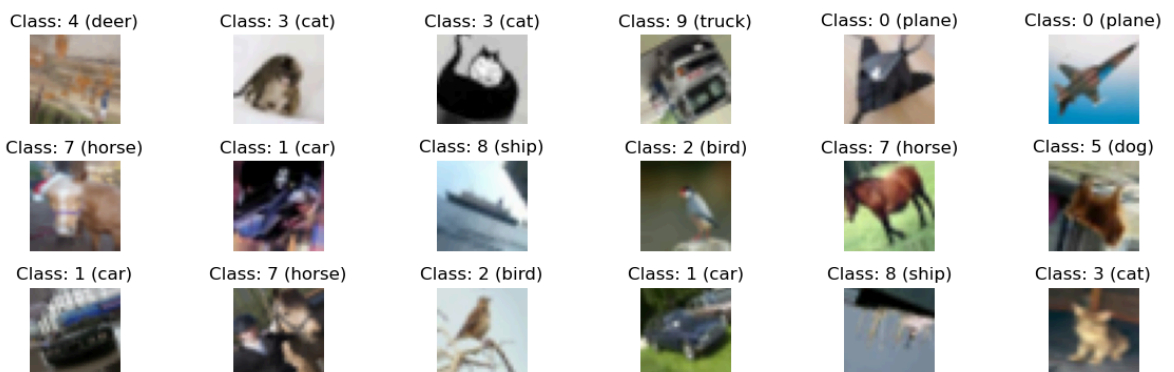 Class: 4 (deer) Class: 3 (cat) Class: 3 (cat) Class: 9 (truck) Class: 0 (plane) Class: 0 (plane)
Class: 7 (horse) Class: 1 (car) Class: 8 (ship) Class: 2 (bird) Class: 7 (horse) Class: 5 (dog)
Class: 1 (car) Class: 7 (horse) Class: 2 (bird) Class: 1 (car) Class: 8 (ship) Class: 3 (cat)